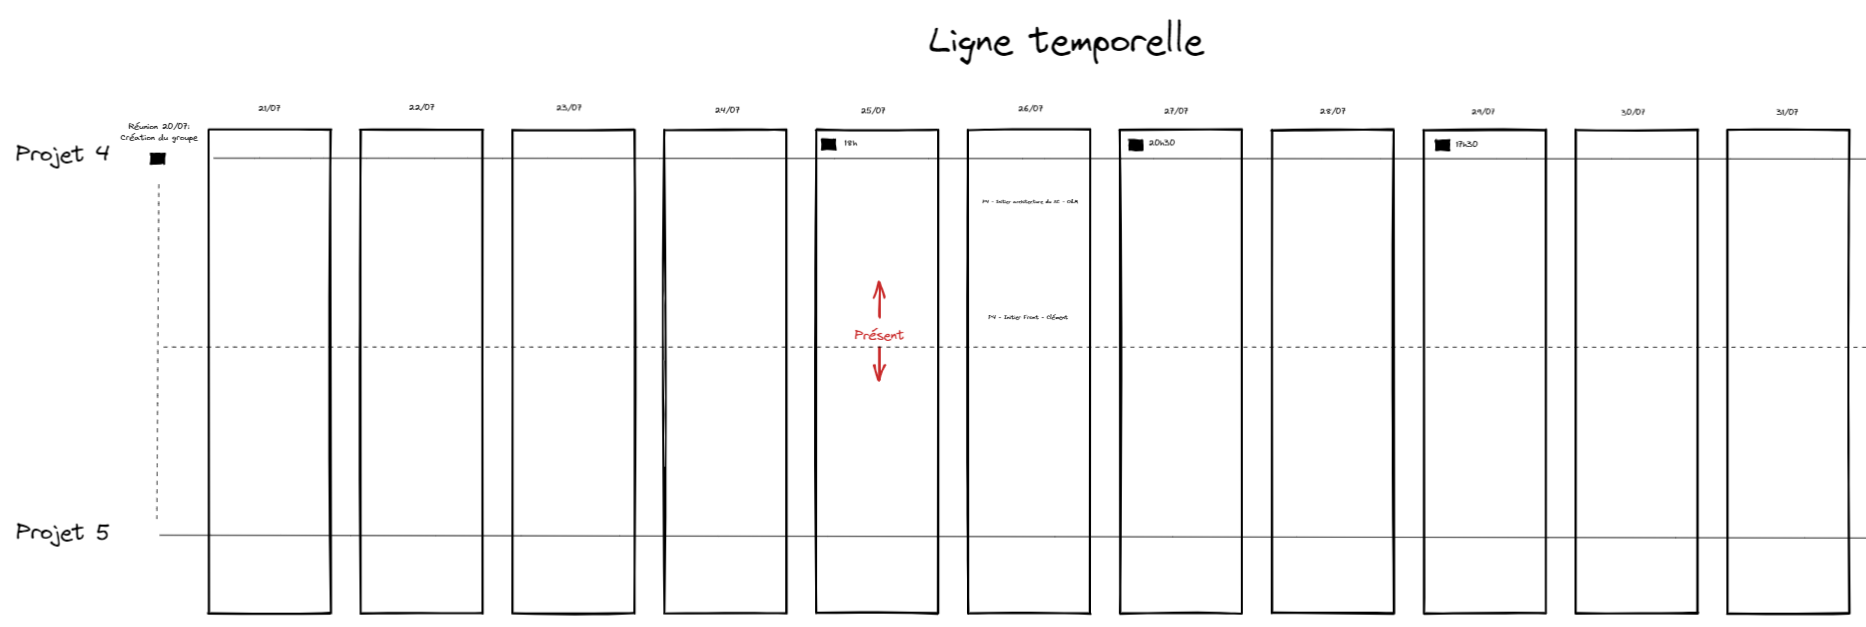 Ligne temporelle
21/07
22/07
23/07
24/07
25/07
26/07
27/07
28/07
29/07
30/07
31/07
Réunion 20/07:
Création du groupe
Projet 4
18h
20h30
17h30
P4 - Initier architecture du
P4 - Initier Front - Clément
Présent
Projet 5